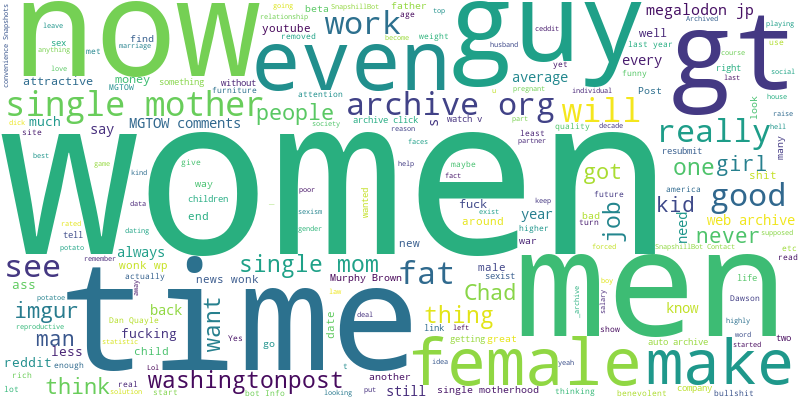 now
even
guy
gt
convenience Snapshots
leave
anything
sex
love
going
relationship
marriage
met
find
something
SnapshillBot
beta
removed
attractive
money
MGTOW
furniture
father
age
youtube
become
attention
work
top
weight
without
husband
average
megalodon jp
Archived
playing
ceddit
last year
use
yet
well
every
funny
right
last
course
social
pregnant
individual
Post
look
house
raise
hell
single mother
people
archive org
will
really
much
say
MGTOW comments
society
archive click
watch v
s
reason
part
least
partner
quality
decade
resubmit
many
dick
site
women
best
game
give
way
children
end
kind
data
dating
faces
help
maybe
fact
poor
sexism
gender
wanted
fuck
exist
keep
future
turn
got
bad
one
girl
kid
america
shit
good
rated
tell
potato
remember
always
around
year
higher
war
new
job
need
never
web archive
forced
supposed
see
time
men
ass
wonk wp
actually
away
news wonk
single mom
Murphy Brown
fat
male
sexist
Chad
SnapshillBot Contact
etc
read
imgur
potatoe
reproductive
Dan Quayle
back
want
Yes
law
deal
date
link
left
thing
boy
salary
_archive
show
know
life
Dawson
highly
word
started
man
less
fucking
statistic
go
t
getting
great
idea
yeah
auto archive
two
reddit
enough
child
Lol
real
rich
lot
think
solution
start
washingtonpost
bot Info
looking
another
put
still
female
single motherhood
thinking
benevolent
company
make
bullshit